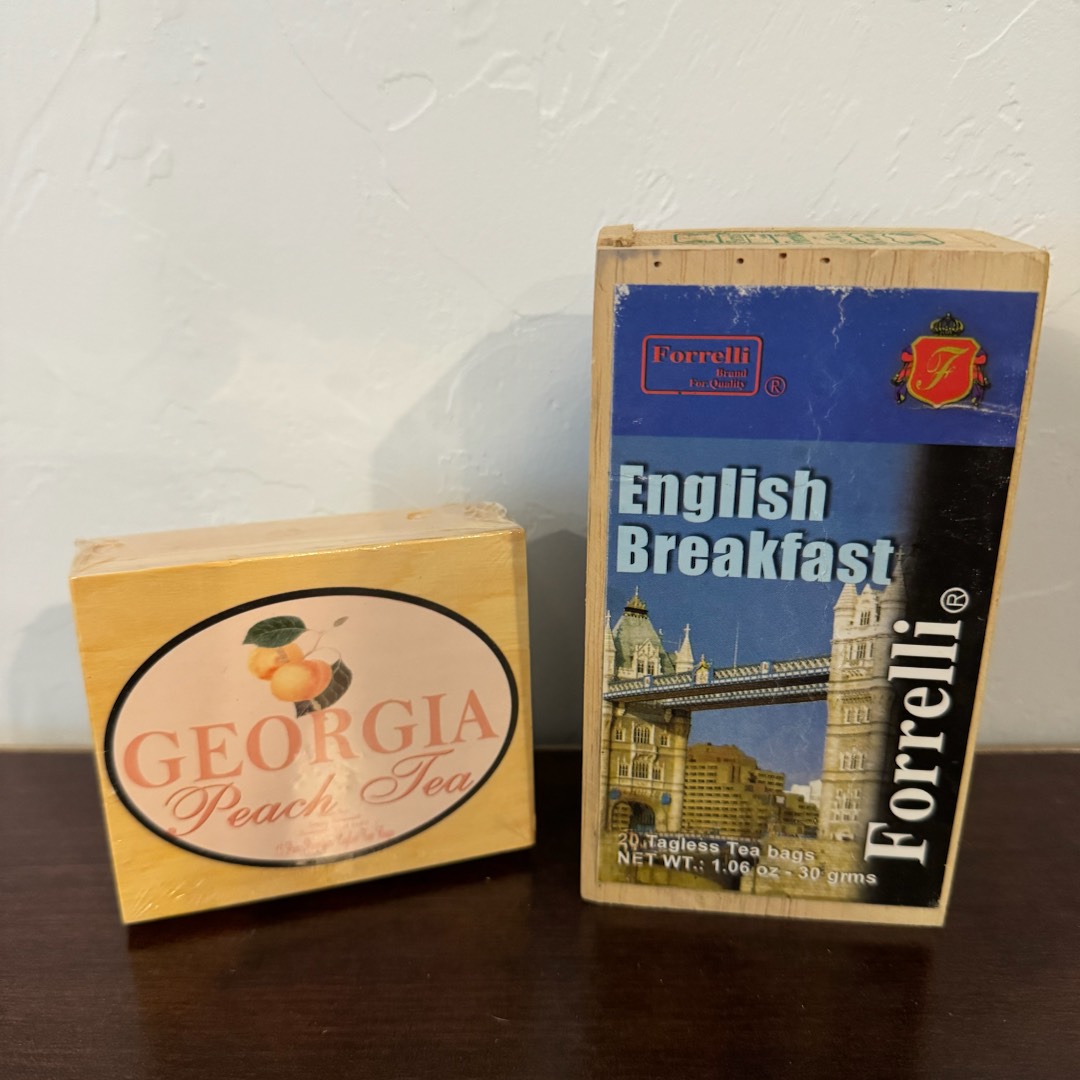 GEORGIA
Peach Tea
Forrelli
Brand
For.Quality
®
F
English
Breakfast
Forrelli®
20 Tagless Tea bags
NET WT.: 1.06 oz - 30 grms